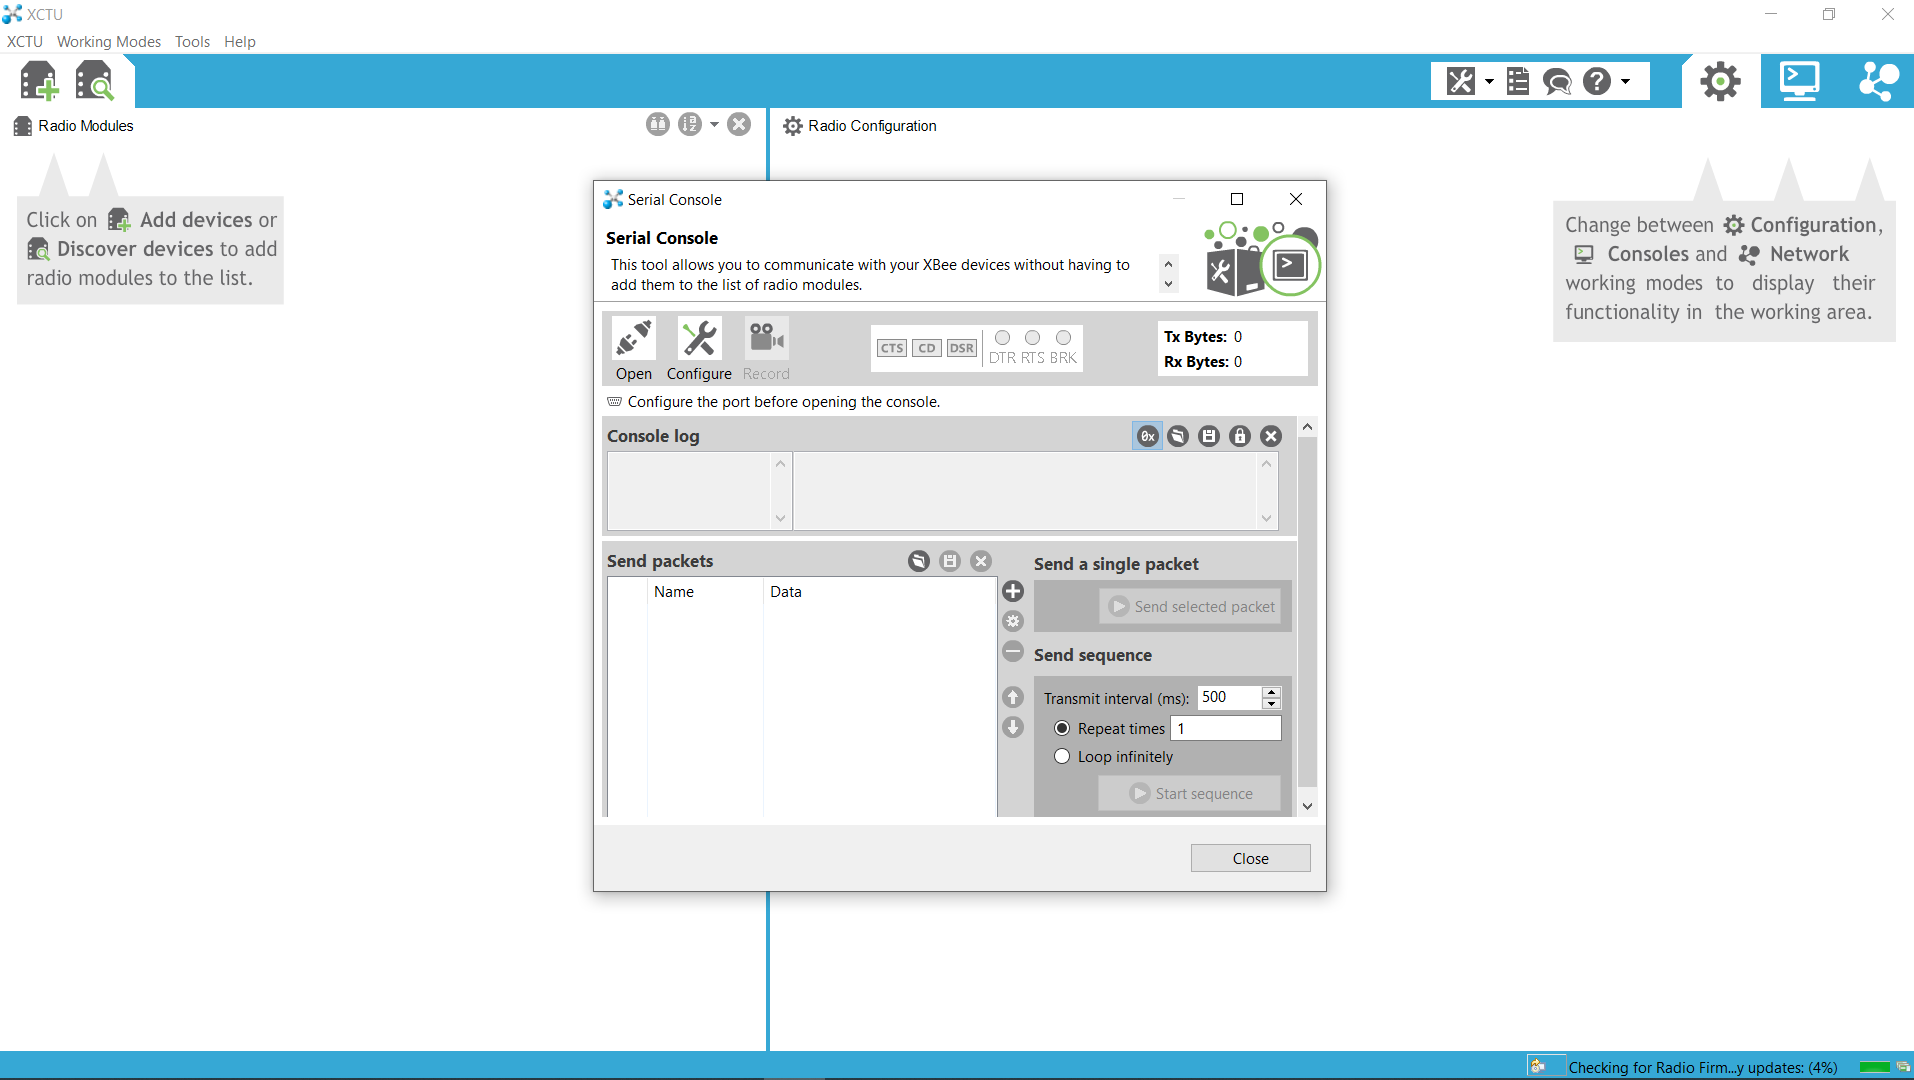 XCTU
XCTU Working Modes Tools Help
Radio Modules
Radio Configuration
Click on Add devices or
Discover devices to add
radio modules to the list.
Change between Configuration,
Consoles and Network
working modes to display their
functionality in the working area.
Serial Console
Serial Console
This tool allows you to communicate with your XBee devices without having to
add them to the list of radio modules.
Open Configure Record
CTS CD DSR DTR RTS BRK
Tx Bytes: 0
Rx Bytes: 0
Configure the port before opening the console.
Console log
0x
Send packets
Name Data
Send a single packet
Send selected packet
Send sequence
Transmit interval (ms): 500
Repeat times 1
Loop infinitely
Start sequence
Close
Checking for Radio Firm...y updates: (4%)